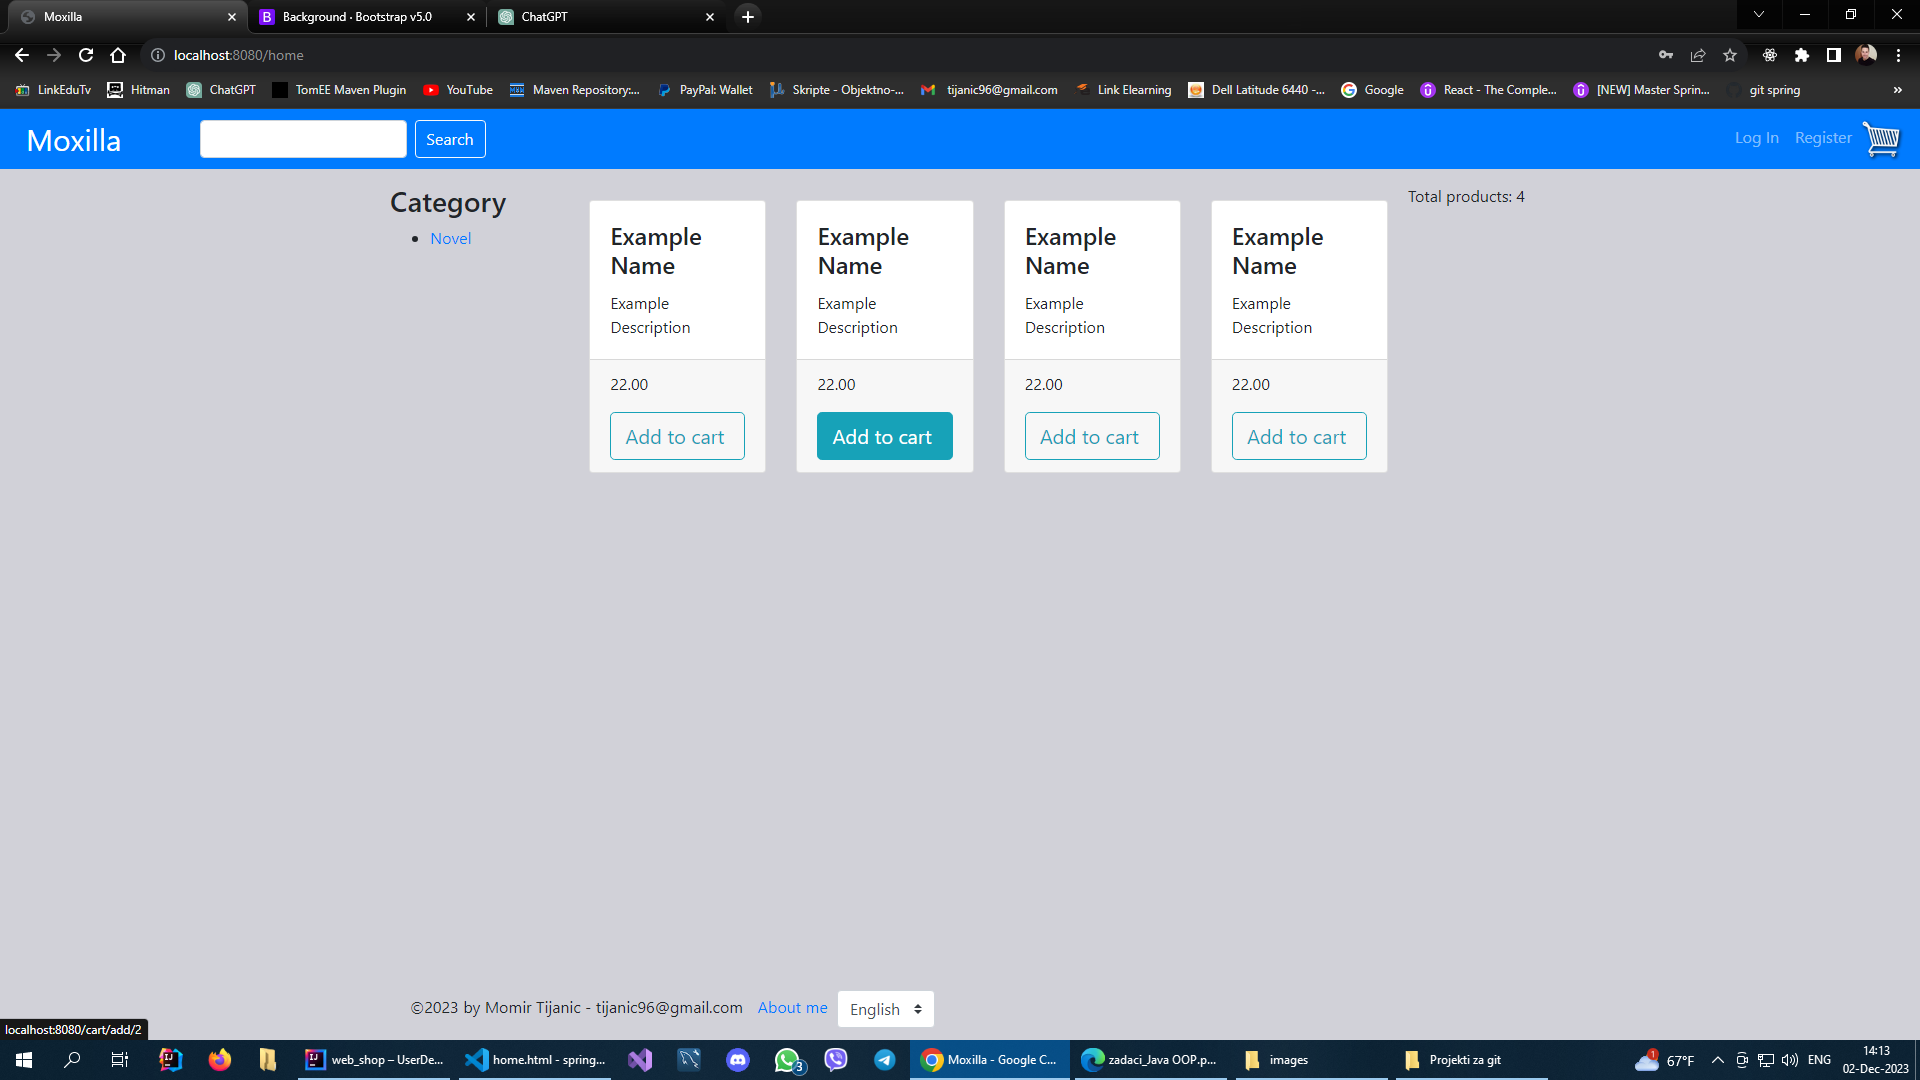 Moxilla
Background · Bootstrap v5.0
ChatGPT
localhost:8080/home
LinkEduTv
Hitman
ChatGPT
TomEE Maven Plugin
YouTube
Maven Repository:...
PayPal: Wallet
Skripte - Objektno-...
tijanic96@gmail.com
Link Elearning
Dell Latitude 6440 -...
Google
React - The Comple...
[NEW] Master Sprin...
git spring
»
Moxilla
Search
Log In
Register
Category
Novel
Example
Name
Example
Description
22.00
Add to cart
Example
Name
Example
Description
22.00
Add to cart
Example
Name
Example
Description
22.00
Add to cart
Example
Name
Example
Description
22.00
Add to cart
Total products: 4
©2023 by Momir Tijanic - tijanic96@gmail.com
About me
English
localhost:8080/cart/add/2
web_shop – UserDe...
home.html - spring...
3
Moxilla - Google C...
zadaci_Java OOP.p...
images
Projekti za git
1
67°F
ENG
14:13
02-Dec-2023